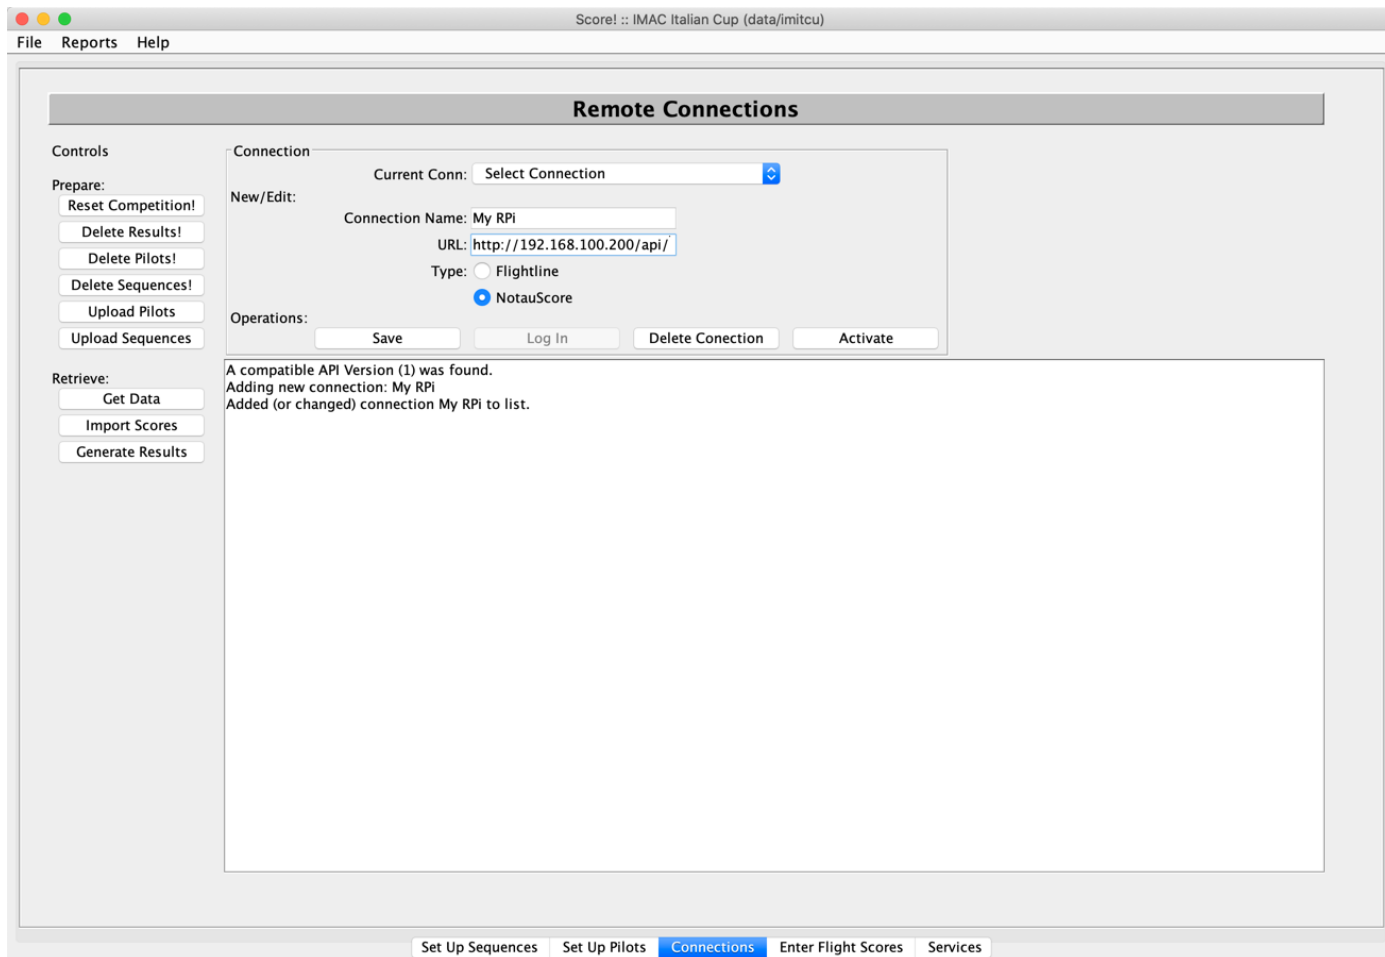 Score! :: IMAC Italian Cup (data/imitcu)
File Reports Help
Remote Connections
Controls
Prepare:
Reset Competition!
Delete Results!
Delete Pilots!
Delete Sequences!
Upload Pilots
Upload Sequences
Retrieve:
Get Data
Import Scores
Generate Results
Connection
Current Conn: Select Connection
New/Edit:
Connection Name: My RPi
URL: http://192.168.100.200/api/
Type: Flightline
NotauScore
Operations:
Save Log In Delete Conection Activate
A compatible API Version (1) was found.
Adding new connection: My RPi
Added (or changed) connection My RPi to list.
Set Up Sequences Set Up Pilots Connections Enter Flight Scores Services